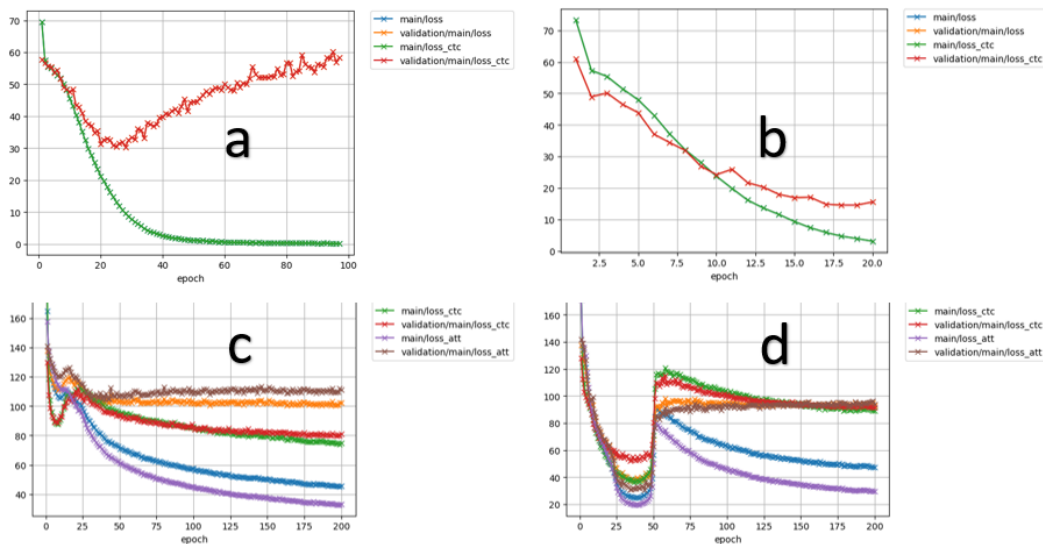 main/loss
validation/main/loss
main/loss_ctc
validation/main/loss_ctc
70
60
50
40
30
20
10
0
a
0
20
40
60
80
100
epoch
main/loss
validation/main/loss
main/loss_ctc
validation/main/loss_ctc
70
60
50
40
30
20
10
0
b
2.5
5.0
7.5
10.0
12.5
15.0
17.5
20.0
epoch
main/loss_ctc
validation/main/loss_ctc
main/loss_att
validation/main/loss_att
160
140
120
100
80
60
40
c
0
25
50
75
100
125
150
175
200
epoch
main/loss_ctc
validation/main/loss_ctc
main/loss_att
validation/main/loss_att
160
140
120
100
80
60
40
20
d
0
25
50
75
100
125
150
175
200
epoch